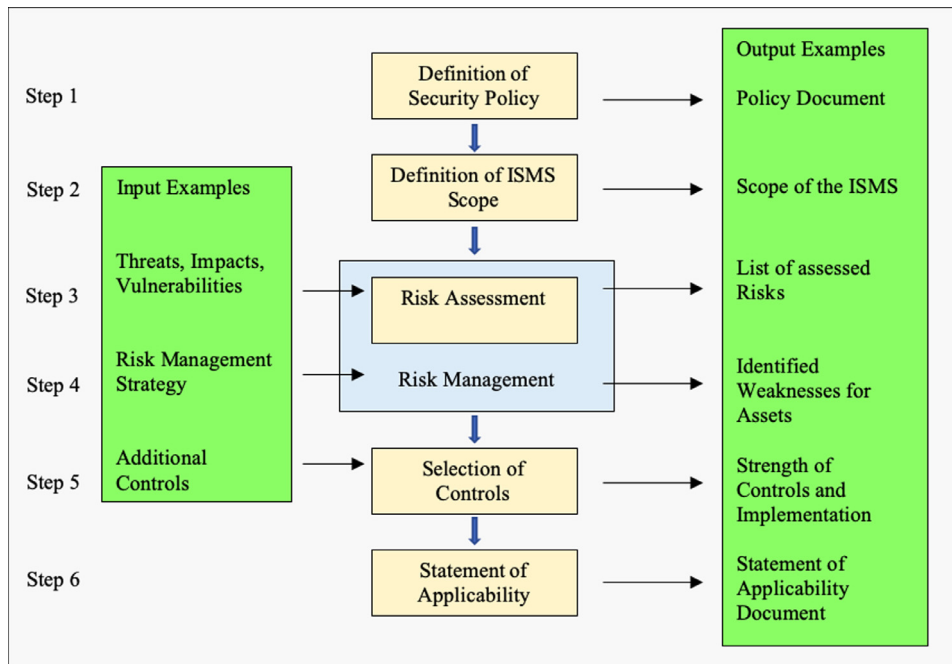 Step 1
Definition of
Security Policy
Output Examples
Policy Document
Step 2
Input Examples
Definition of ISMS
Scope
Scope of the ISMS
Step 3
Threats, Impacts,
Vulnerabilities
Risk Assessment
List of assessed
Risks
Step 4
Risk Management
Strategy
Risk Management
Identified
Weaknesses for
Assets
Step 5
Additional
Controls
Selection of
Controls
Strength of
Controls and
Implementation
Step 6
Statement of
Applicability
Statement of
Applicability
Document